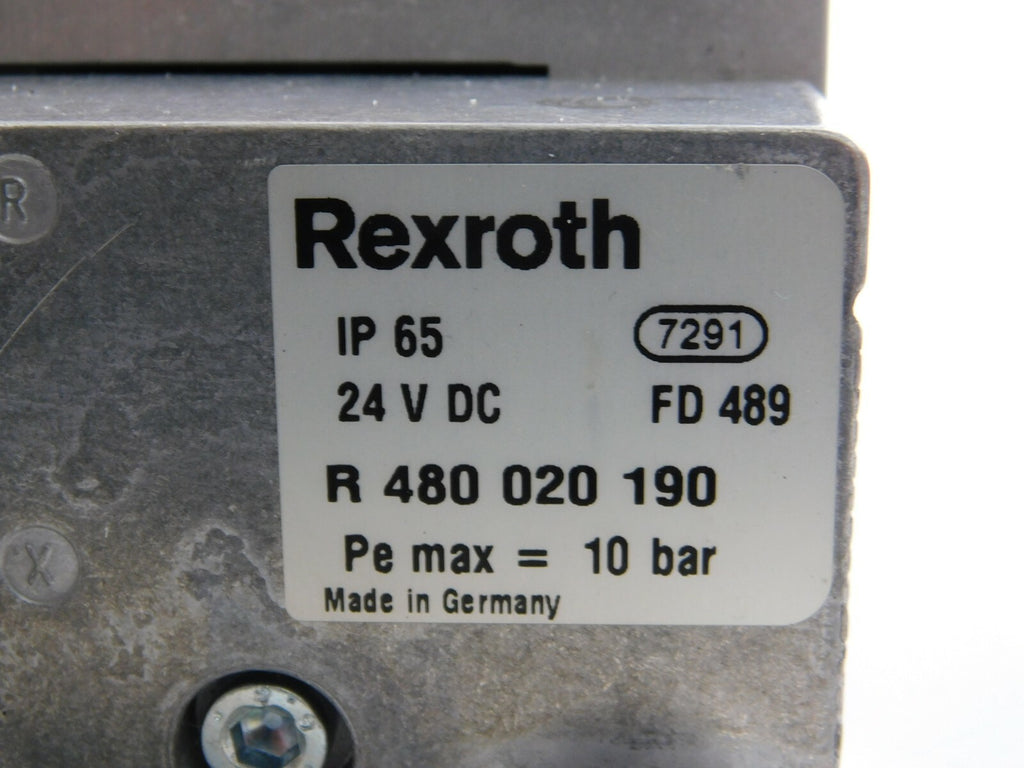 R
Rexroth
IP 65
7291
24 V DC
FD 489
R 480 020 190
Pe max = 10 bar
X
Made in Germany